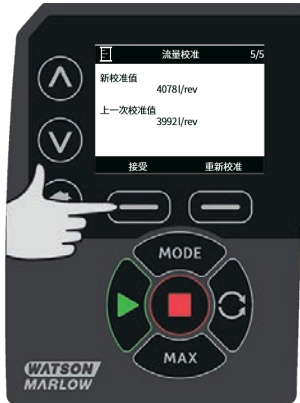 流量校准 5/5
新校准值
4078l/rev
上一次校准值
3992l/rev
接受 重新校准
MODE
MAX
WATSON
MARLOW